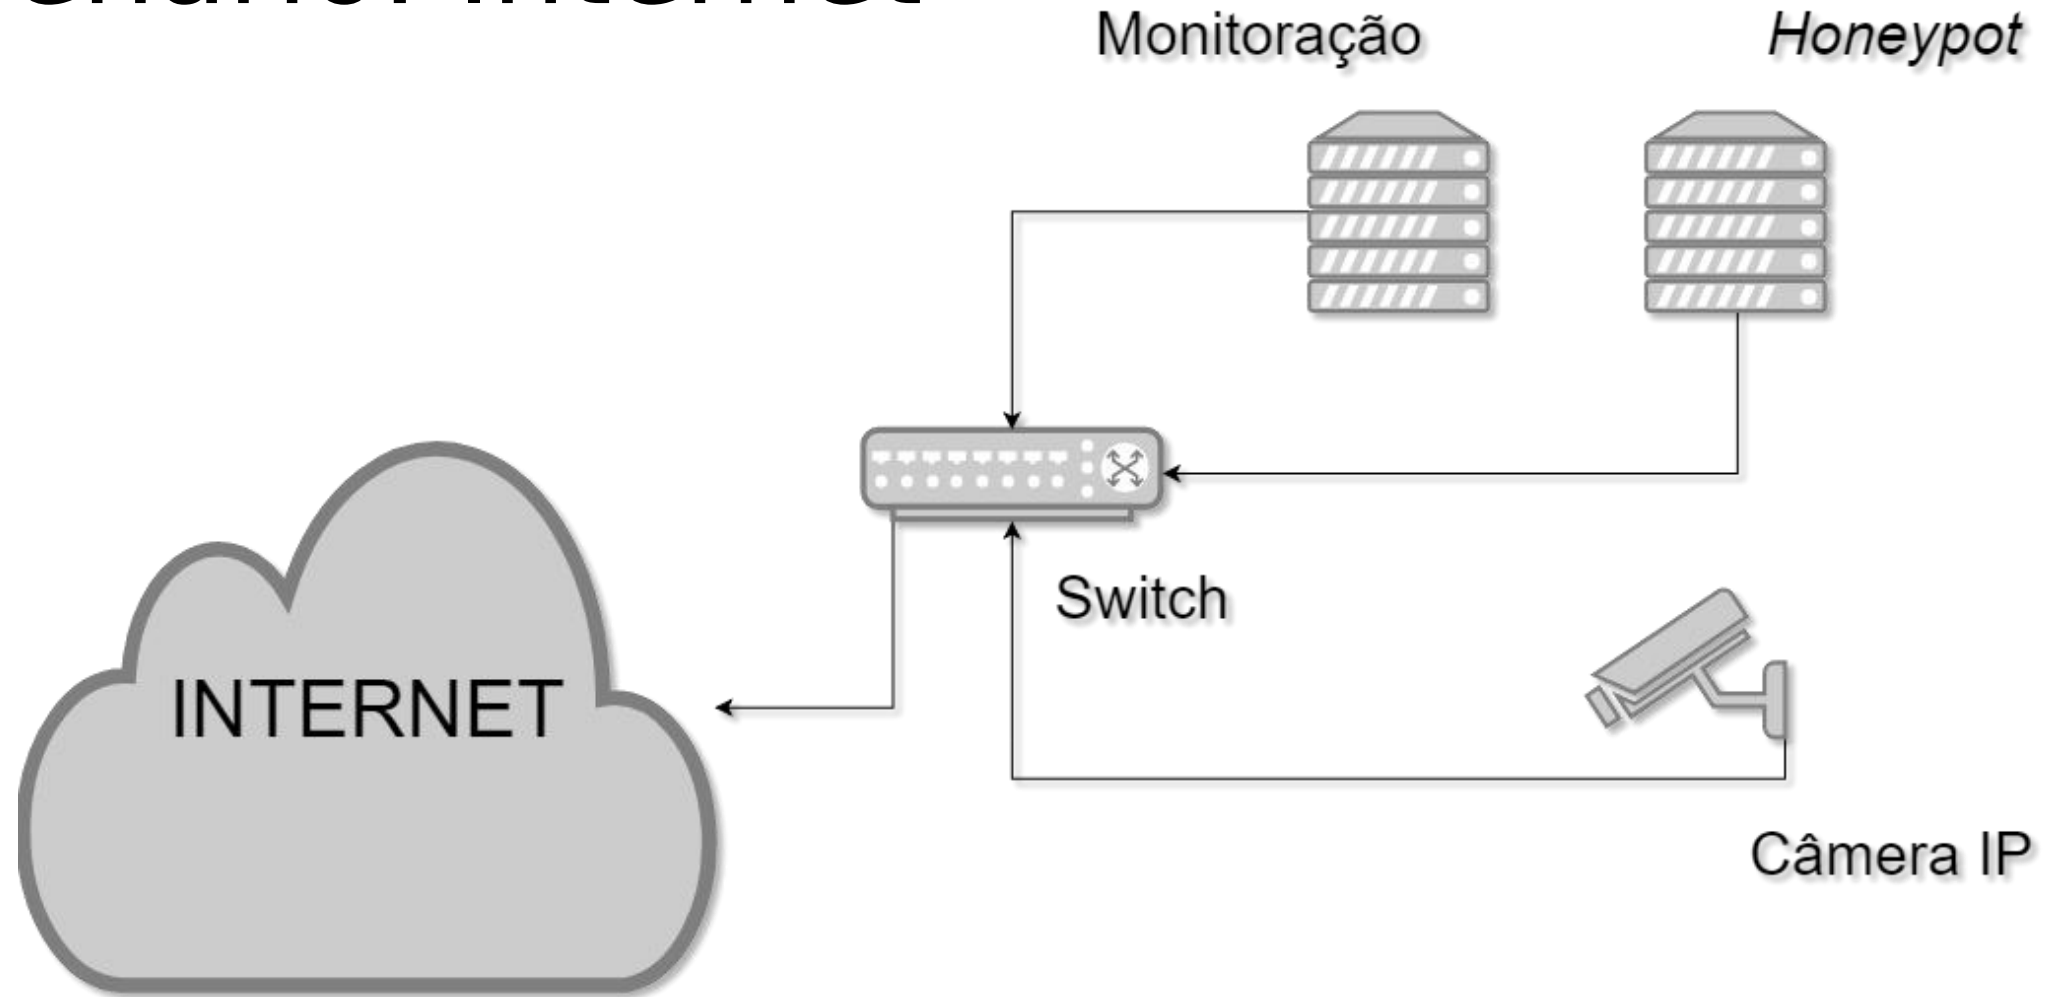 Monitoração
Honeypot
Switch
INTERNET
Câmera IP